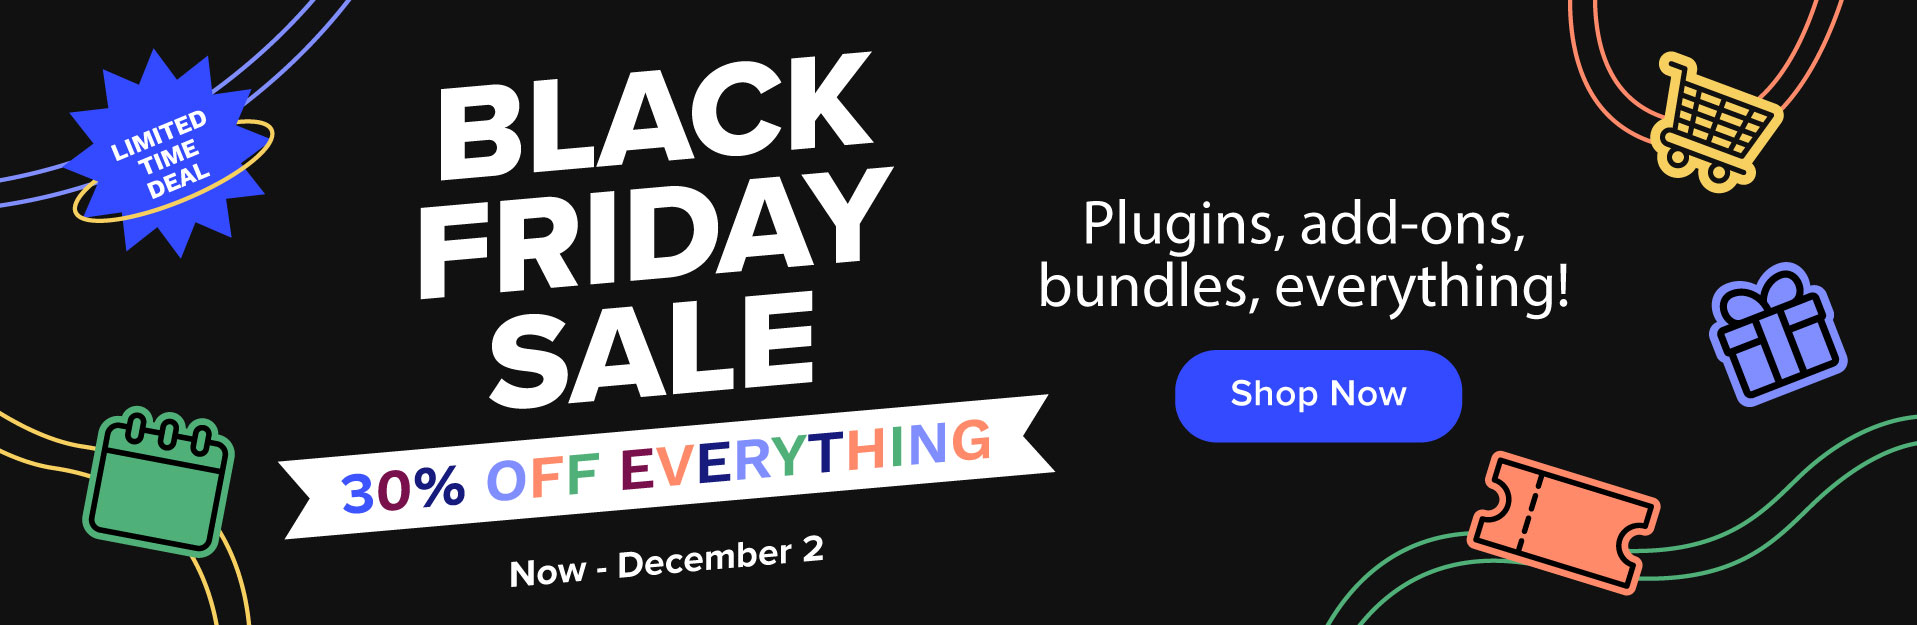 LIMITED
TIME
DEAL
BLACK
FRIDAY
SALE
30% OFF EVERYTHING
Now - December 2
Plugins, add-ons,
bundles, everything!
Shop Now